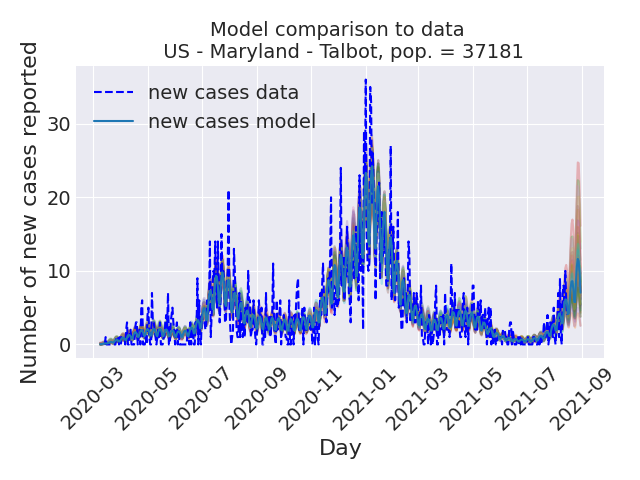 Model comparison to data
US - Maryland - Talbot, pop. = 37181
Number of new cases reported
new cases data
new cases model
30
20
10
0
2020-03
2020-05
2020-07
2020-09
2020-11
2021-01
2021-03
2021-05
2021-07
2021-09
Day